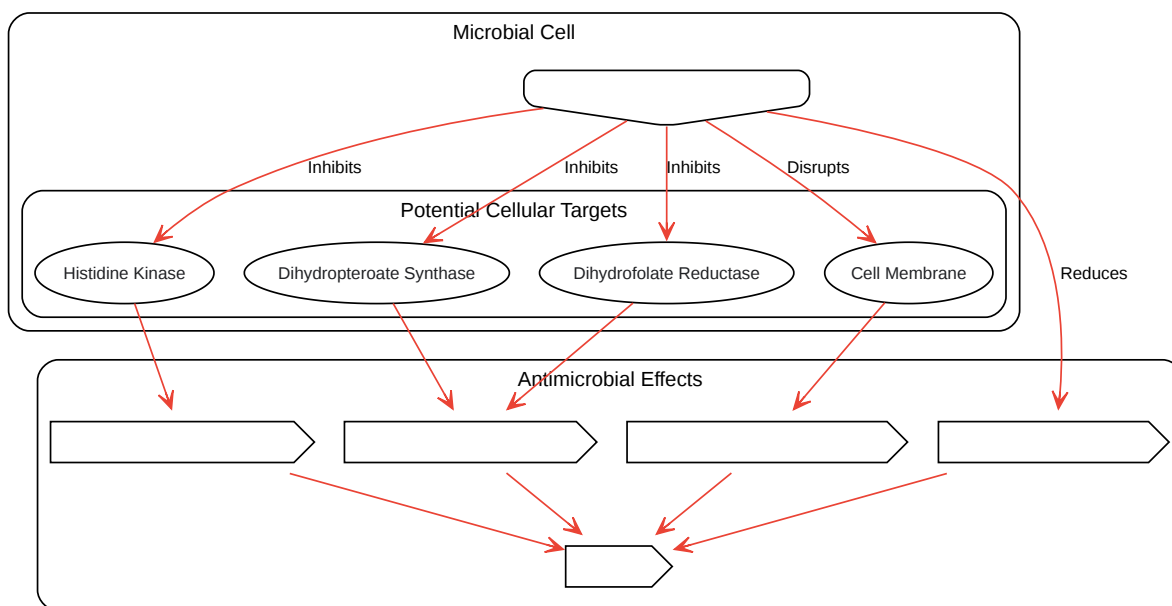 Microbial Cell
Inhibits
Inhibits
Inhibits
Disrupts
Potential Cellular Targets
Histidine Kinase
Dihydropteroate Synthase
Dihydrofolate Reductase
Cell Membrane
Reduces
Antimicrobial Effects